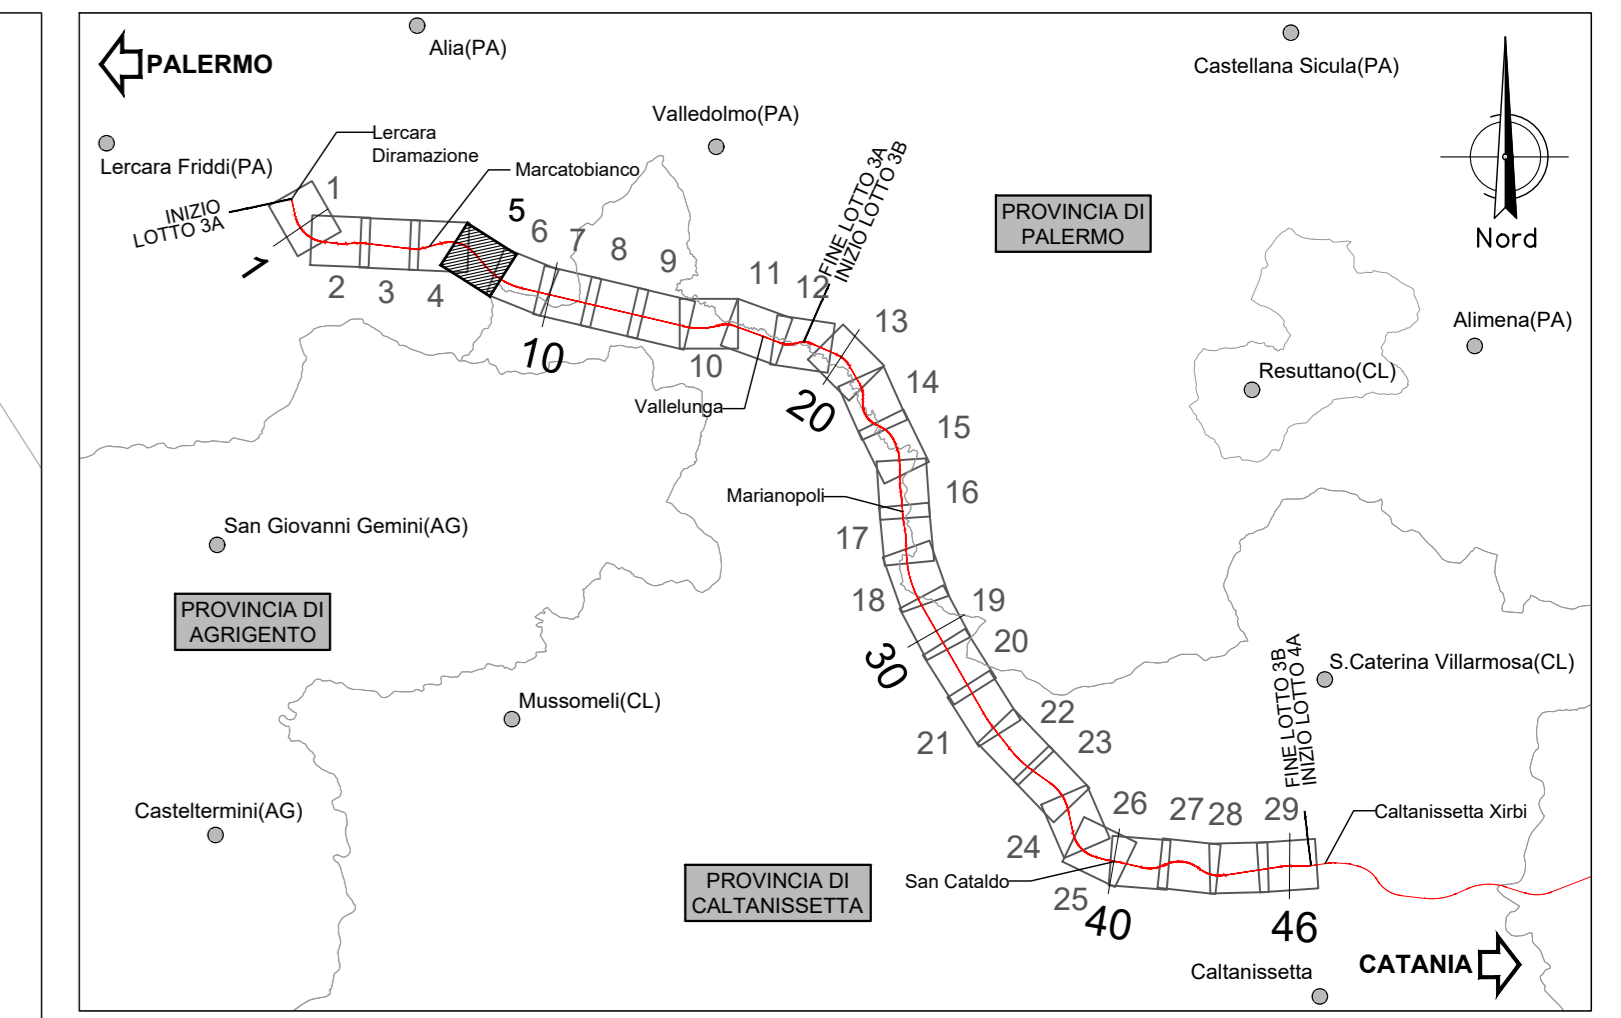 PALERMO
Alia(PA)
Castellana Sicula(PA)
Lercara Friddi(PA)
Lercara
Diramazione
Valledolmo(PA)
Marcatobianco
INIZIO
LOTTO 3A
FINE LOTTO 3A
INIZIO LOTTO 3B
PROVINCIA DI
PALERMO
Nord
1
1
2
3
4
5
6
7
8
9
10
10
11
12
13
Vallelunga
20
14
15
Alimena(PA)
Resuttano(CL)
Marianopoli
16
17
San Giovanni Gemini(AG)
PROVINCIA DI
AGRIGENTO
18
19
20
30
Mussomeli(CL)
21
22
23
FINE LOTTO 3B
INIZIO LOTTO 4A
S.Caterina Villarmosa(CL)
Casteltermini(AG)
24
25
26
27
28
29
Caltanissetta Xirbi
San Cataldo
PROVINCIA DI
CALTANISSETTA
40
46
CATANIA
Caltanissetta